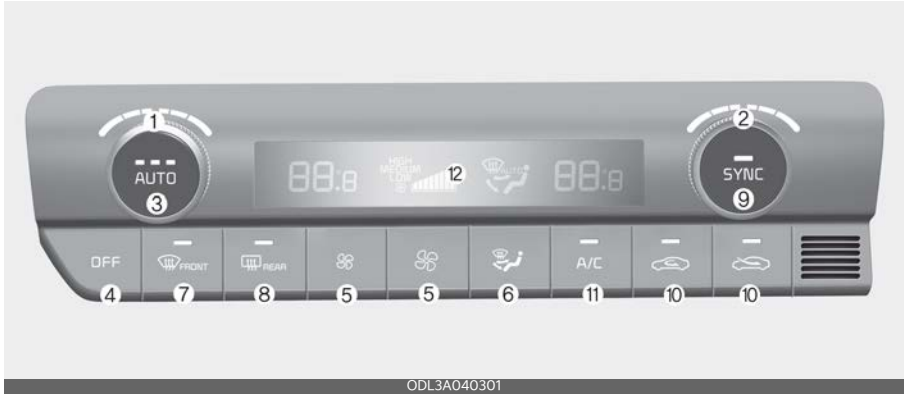 ① ②
AUTO
③
88:8
HIGH
MEDIUM
LOW
⑫
AUTO
88:8
SYNC
⑨
OFF
FRONT
REAR
A/C
④ ⑦ ⑧ ⑤ ⑤ ⑥ ⑪ ⑩ ⑩
ODL3A040301